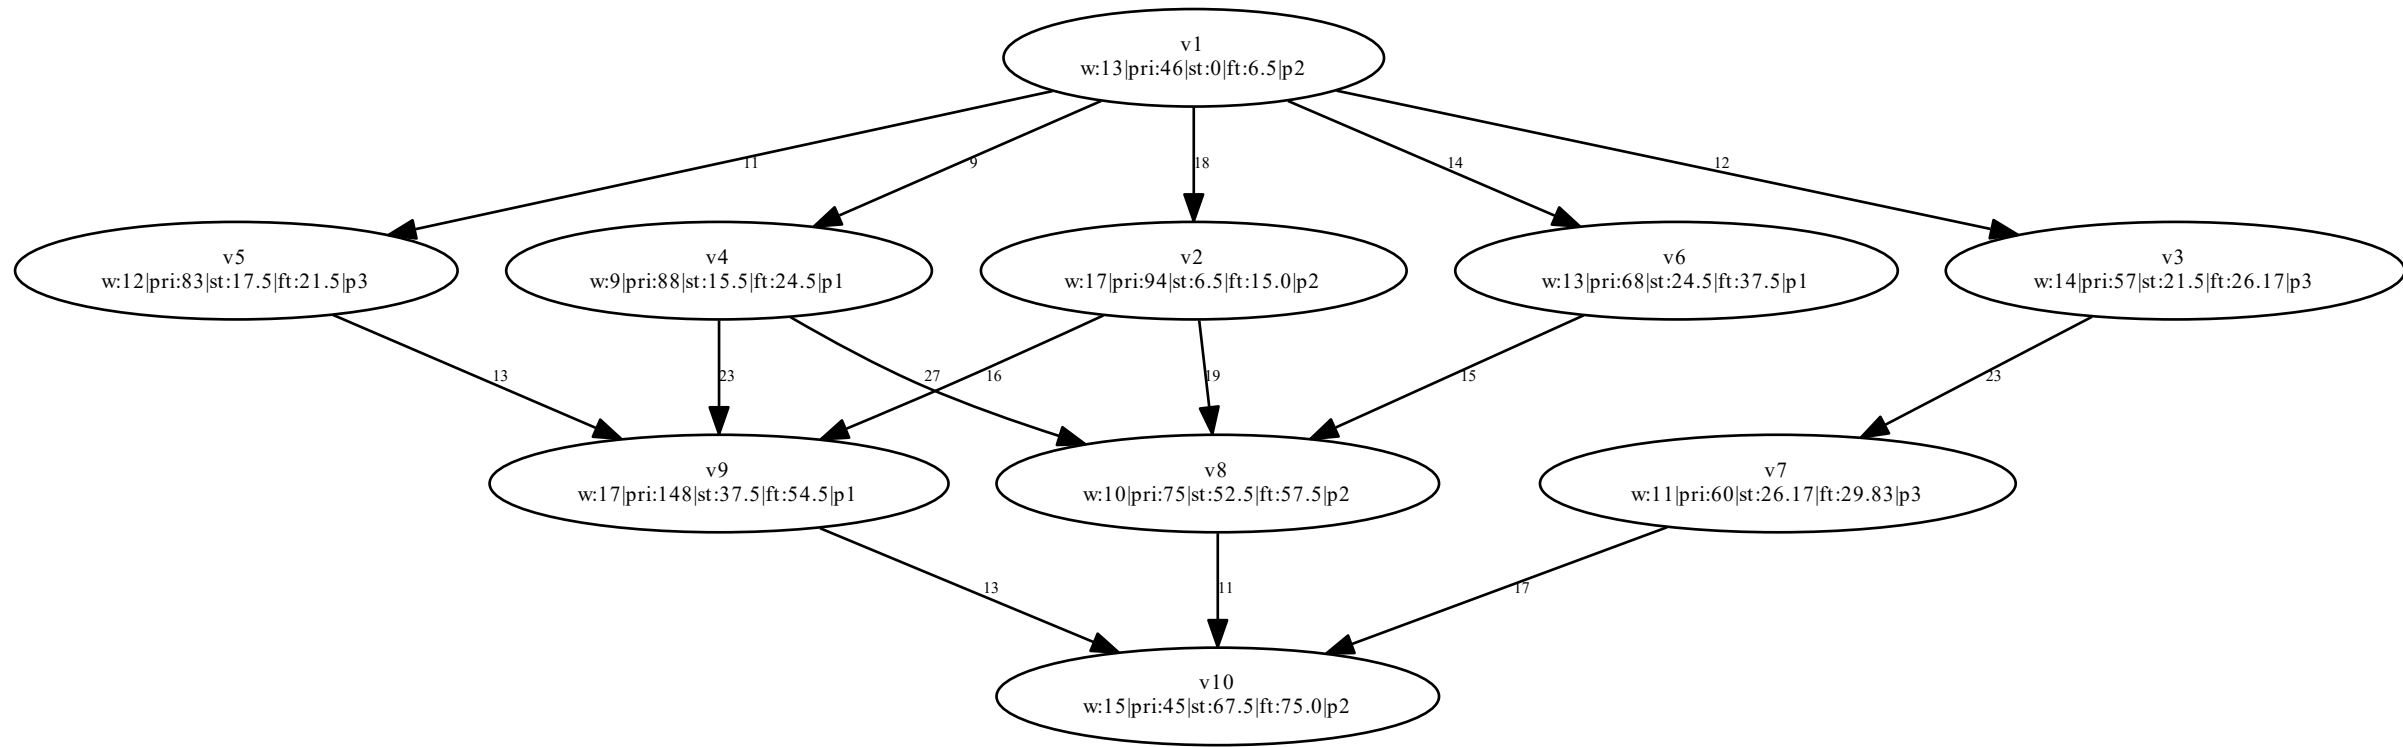 v1
w:13|pri:46|st:0|ft:6.5|p2
11
9
18
14
12
v5
w:12|pri:83|st:17.5|ft:21.5|p3
v4
w:9|pri:88|st:15.5|ft:24.5|p1
v2
w:17|pri:94|st:6.5|ft:15.0|p2
v6
w:13|pri:68|st:24.5|ft:37.5|p1
v3
w:14|pri:57|st:21.5|ft:26.17|p3
13
23
27
16
19
15
23
v9
w:17|pri:148|st:37.5|ft:54.5|p1
v8
w:10|pri:75|st:52.5|ft:57.5|p2
v7
w:11|pri:60|st:26.17|ft:29.83|p3
13
11
17
v10
w:15|pri:45|st:67.5|ft:75.0|p2